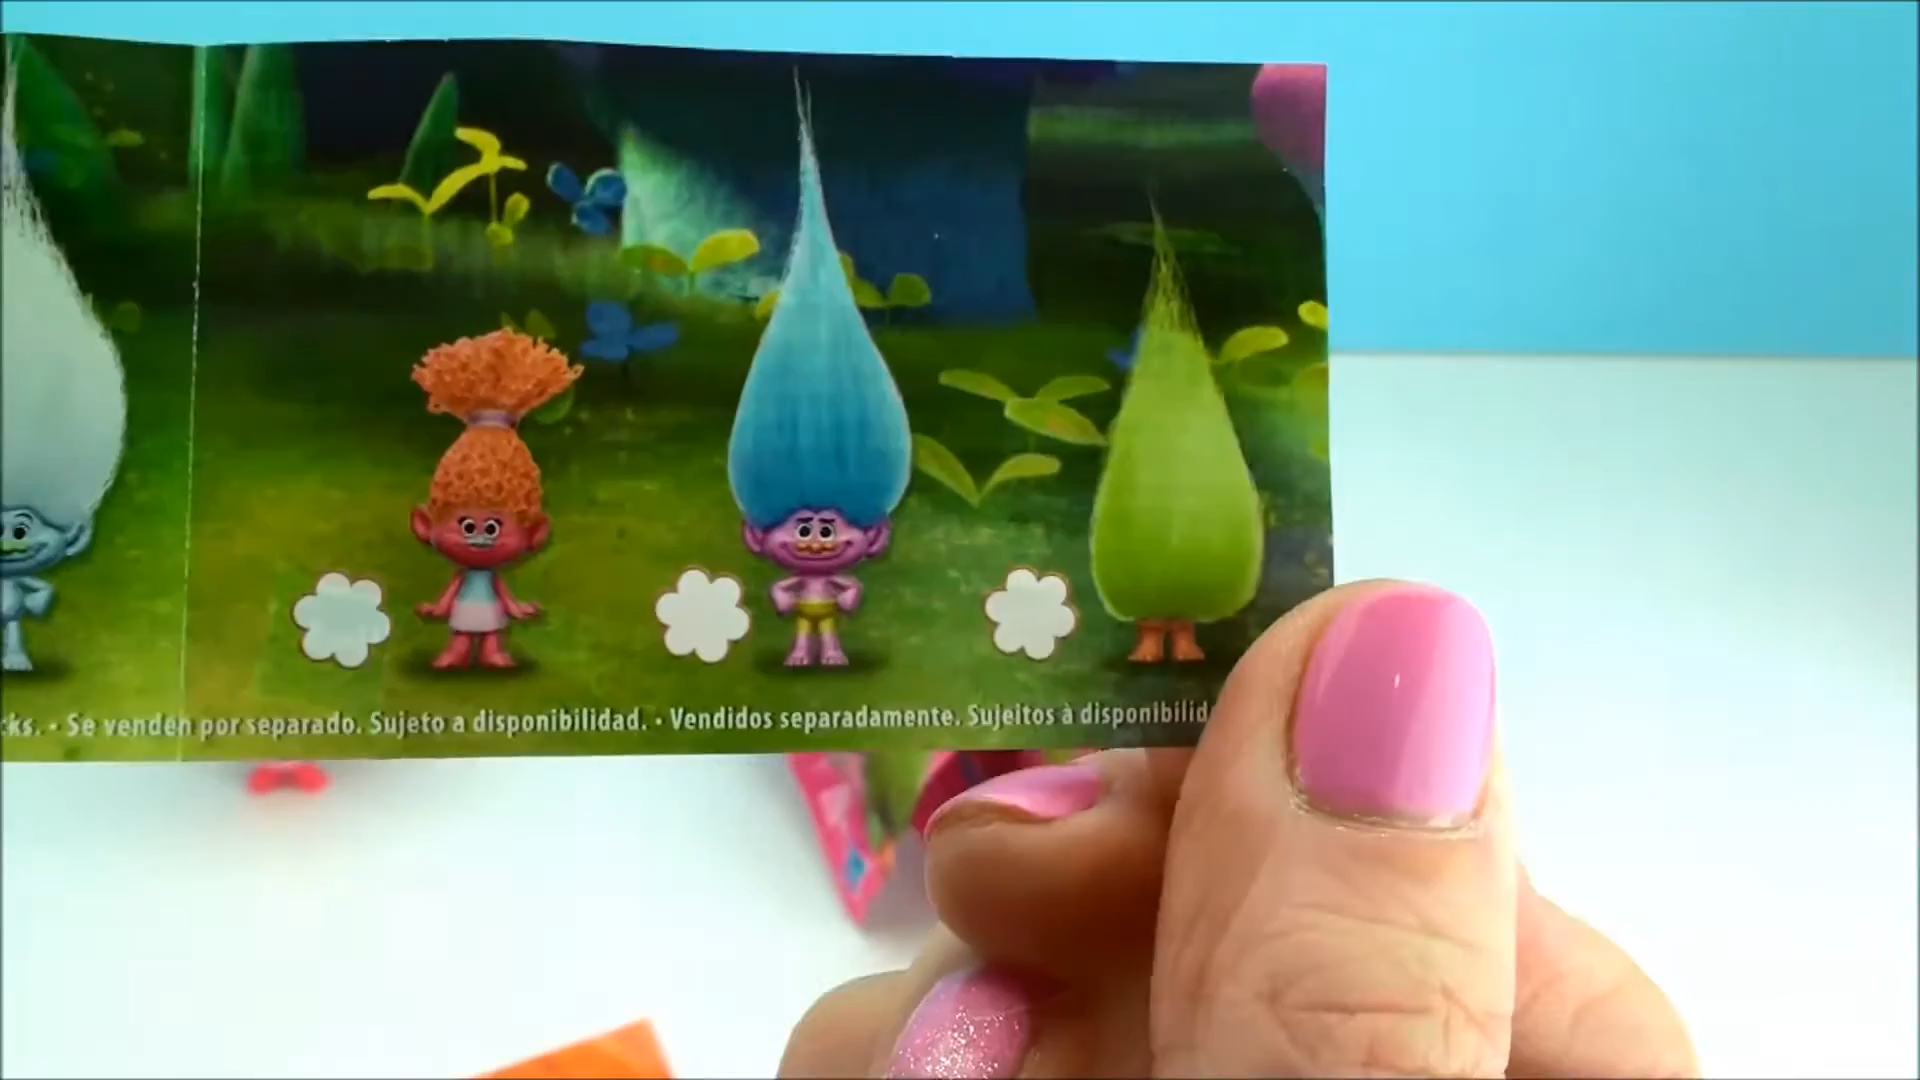 cks. • Se venden por separado. Sujeto a disponibilidad. • Vendidos separadamente. Sujeitos à disponibilid